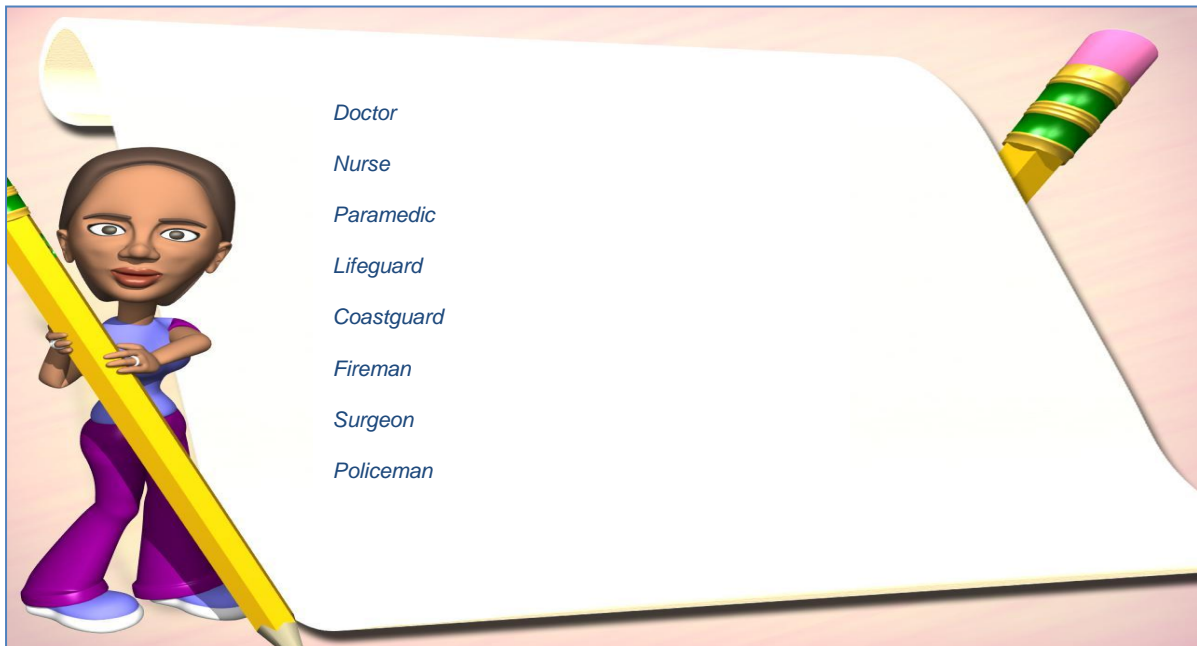 Doctor
Nurse
Paramedic
Lifeguard
Coastguard
Fireman
Surgeon
Policeman